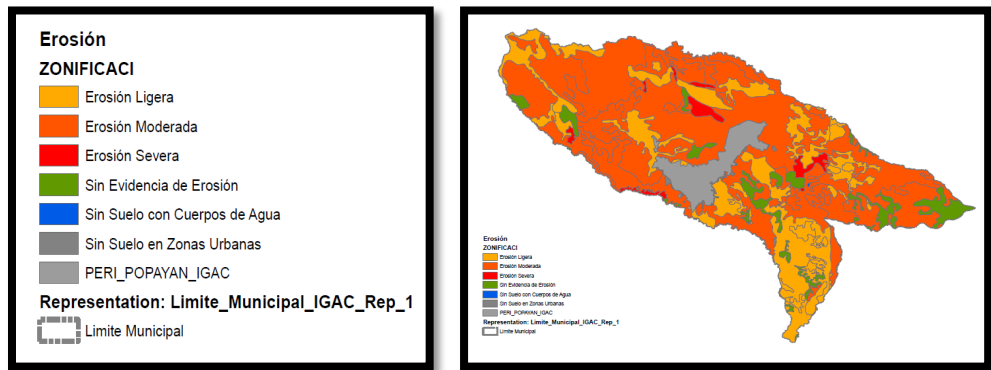 Erosión
ZONIFICACI
Erosión Ligera
Erosión Moderada
Erosión Severa
Sin Evidencia de Erosión
Sin Suelo con Cuerpos de Agua
Sin Suelo en Zonas Urbanas
PERI_POPAYAN_IGAC
Representation: Limite_Municipal_IGAC_Rep_1
Limite Municipal
Erosión
ZONIFICACI
Erosión Ligera
Erosión Moderada
Erosión Severa
Sin Evidencia de Erosión
Sin Suelo con Cuerpos de Agua
Sin Suelo en Zonas Urbanas
PERI_POPAYAN_IGAC
Representation: Limite_Municipal_IGAC_Rep_1
Limite Municipal